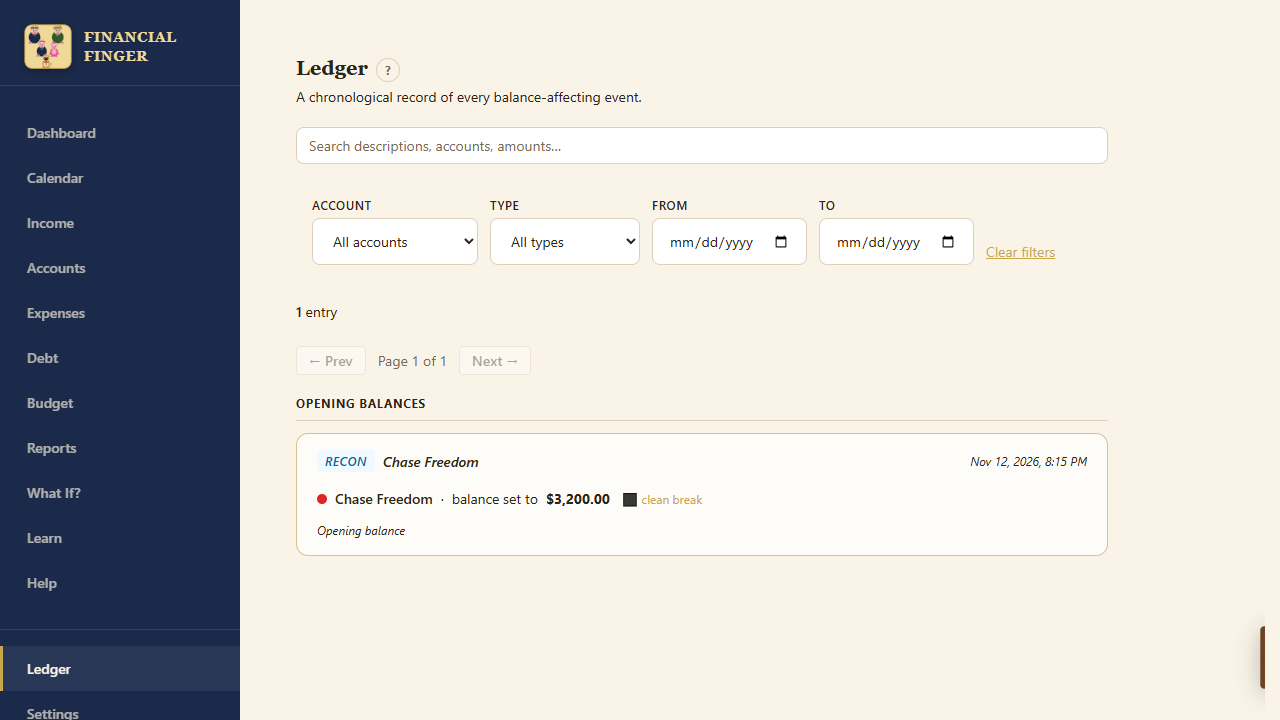 FINANCIAL
FINGER
Dashboard
Calendar
Income
Accounts
Expenses
Debt
Budget
Reports
What If?
Learn
Help
Ledger
Settings
Ledger ?
A chronological record of every balance-affecting event.
Search descriptions, accounts, amounts...
ACCOUNT TYPE FROM TO
All accounts All types mm/dd/yyyy mm/dd/yyyy Clear filters
1 entry
← Prev Page 1 of 1 Next →
OPENING BALANCES
RECON Chase Freedom Nov 12, 2026, 8:15 PM
Chase Freedom · balance set to $3,200.00 clean break
Opening balance